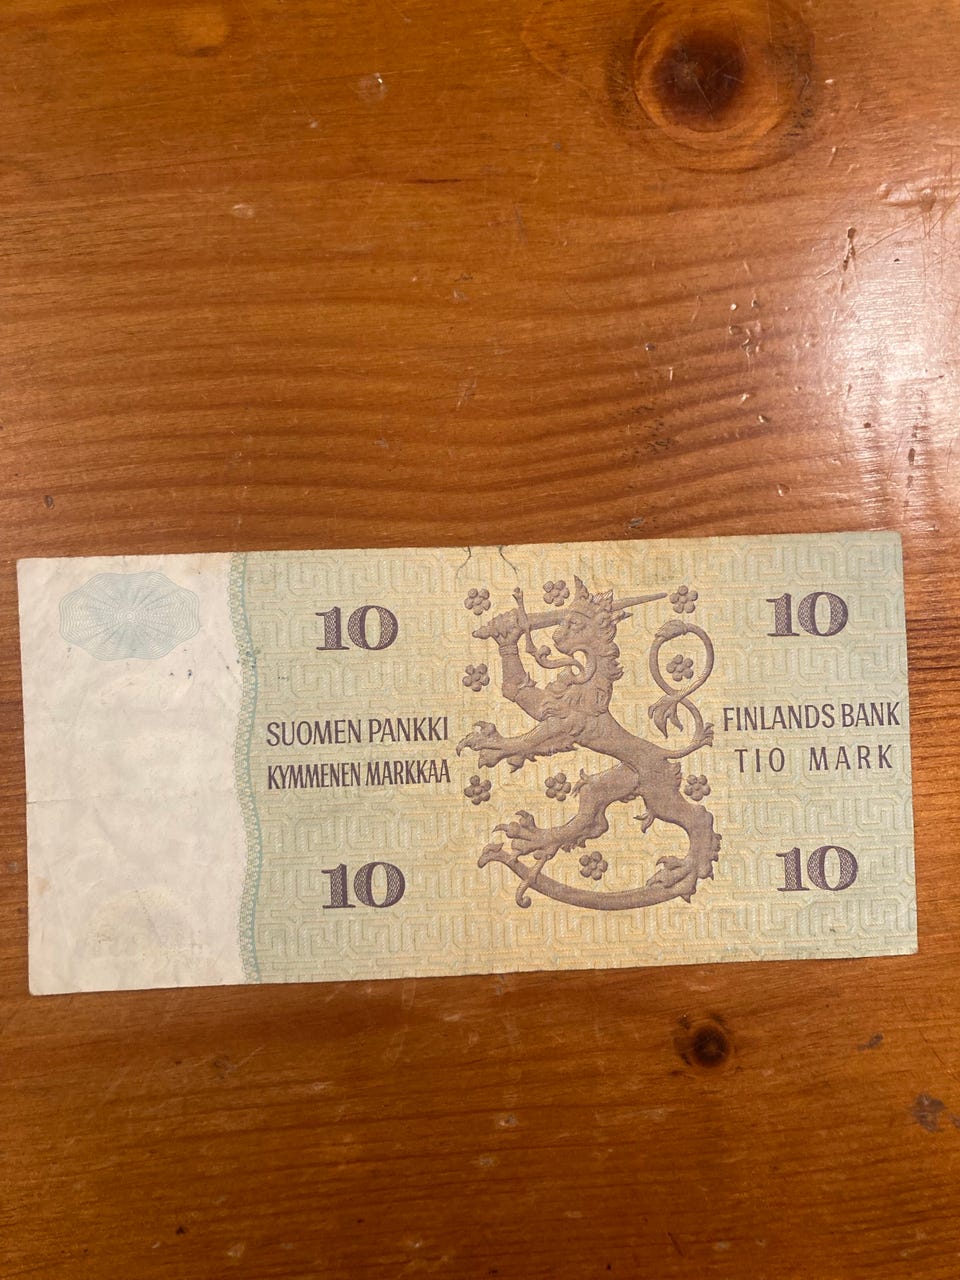 10
10
SUOMEN PANKKI
KYMMENEN MARKKAA
FINLANDS BANK
TIO MARK
10
10